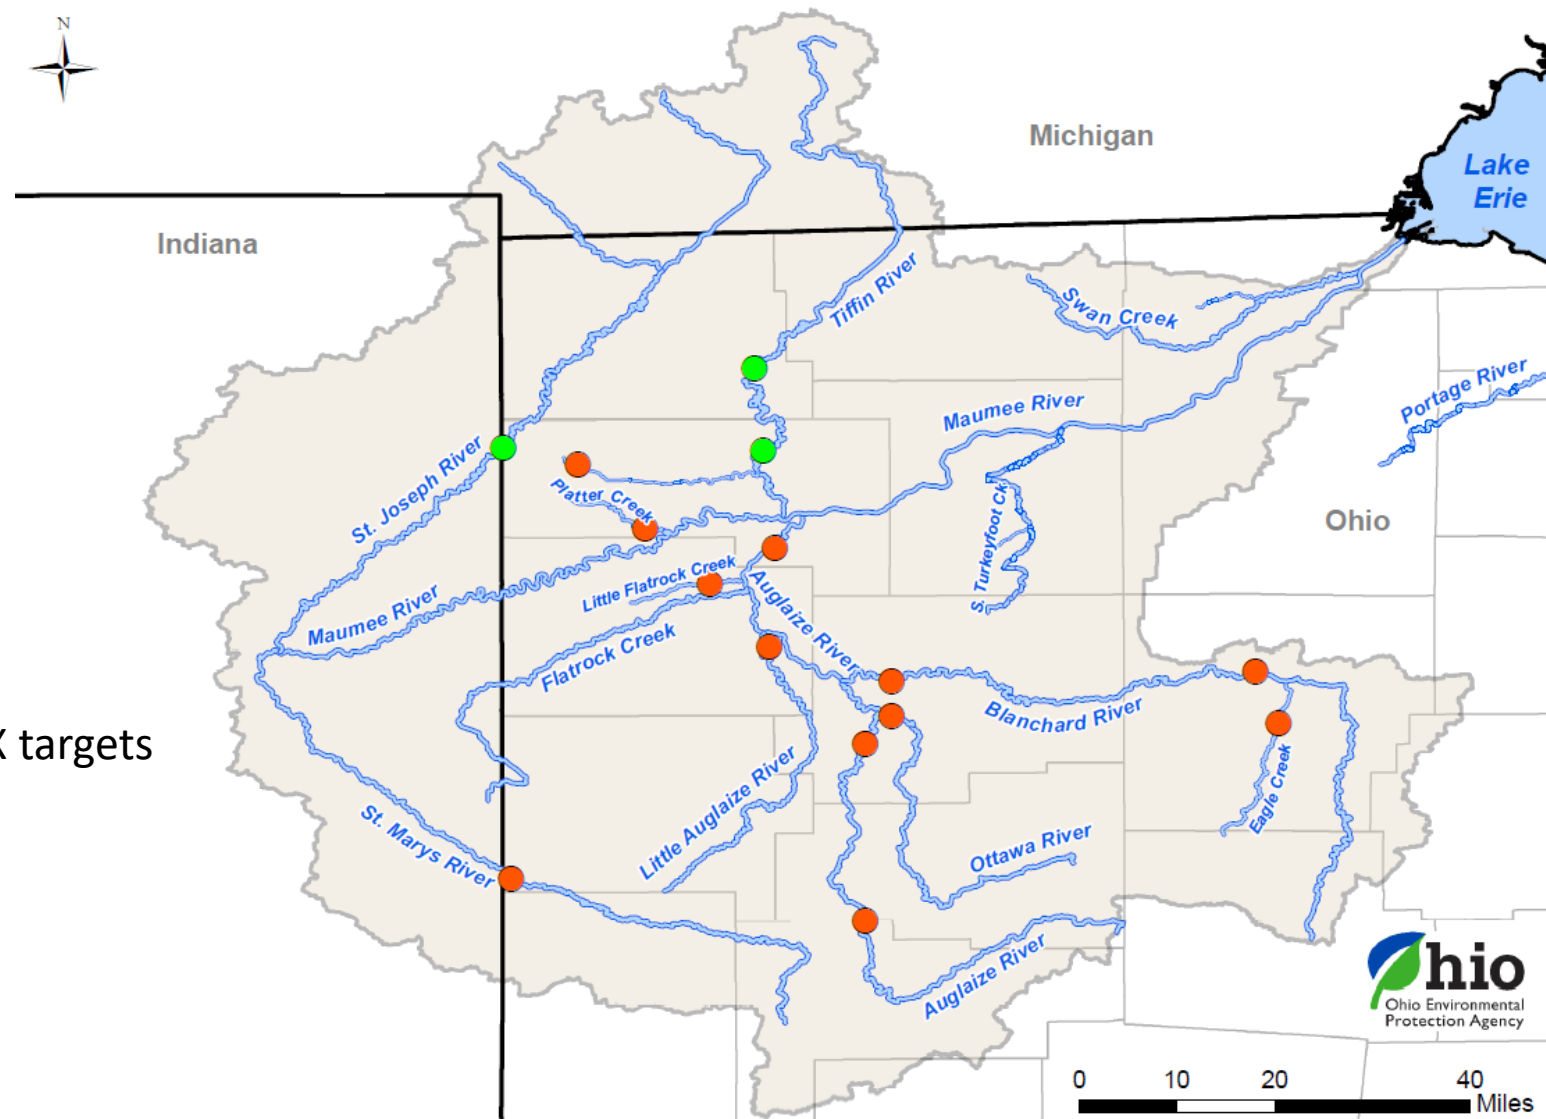 N
Michigan
Lake
Erie
Indiana
Tiffin River
Swan Creek
Portage River
Maumee River
St. Joseph River
Platter Creek
S. Turkeyfoot Ck.
Ohio
Little Flatrock Creek
Auglaize River
Maumee River
Flatrock Creek
Blanchard River
X targets
Little Auglaize River
Eagle Creek
St. Marys River
Ottawa River
Auglaize River
Ohio
Ohio Environmental
Protection Agency
0 10 20 40
Miles